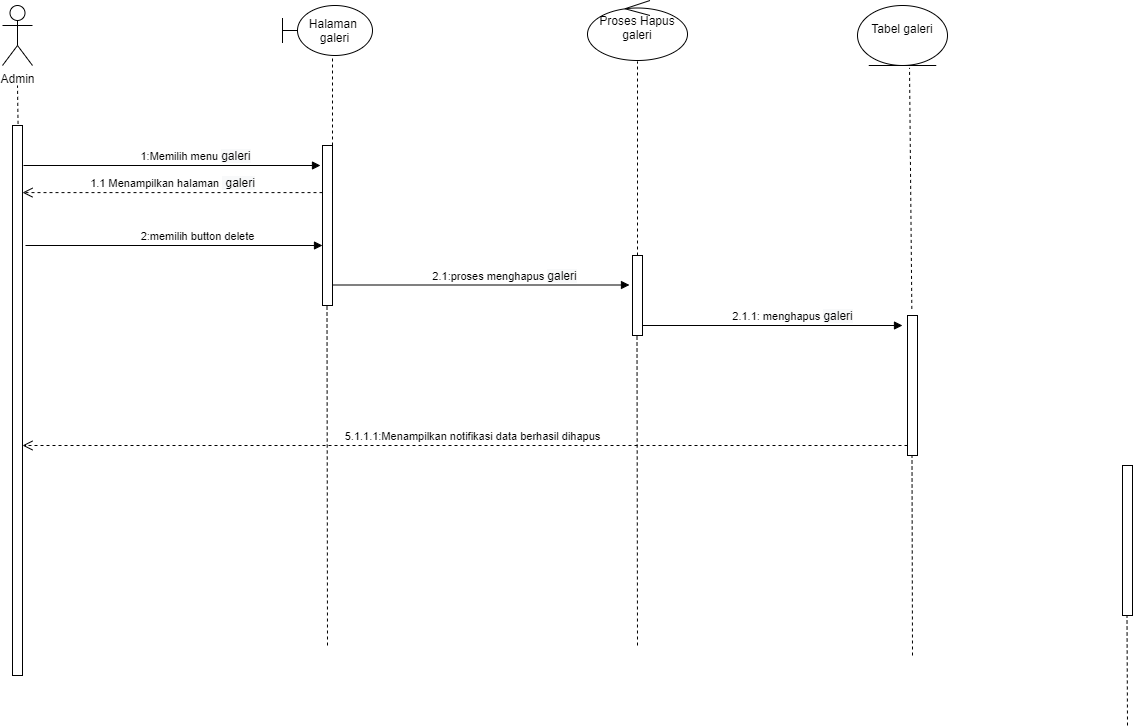 Halaman
galeri
Proses Hapus
galeri
Tabel galeri
Admin
1:Memilih menu galeri
1.1 Menampilkan halaman  galeri
2:memilih button delete
2.1:proses menghapus galeri
2.1.1: menghapus galeri
5.1.1.1:Menampilkan notifikasi data berhasil dihapus